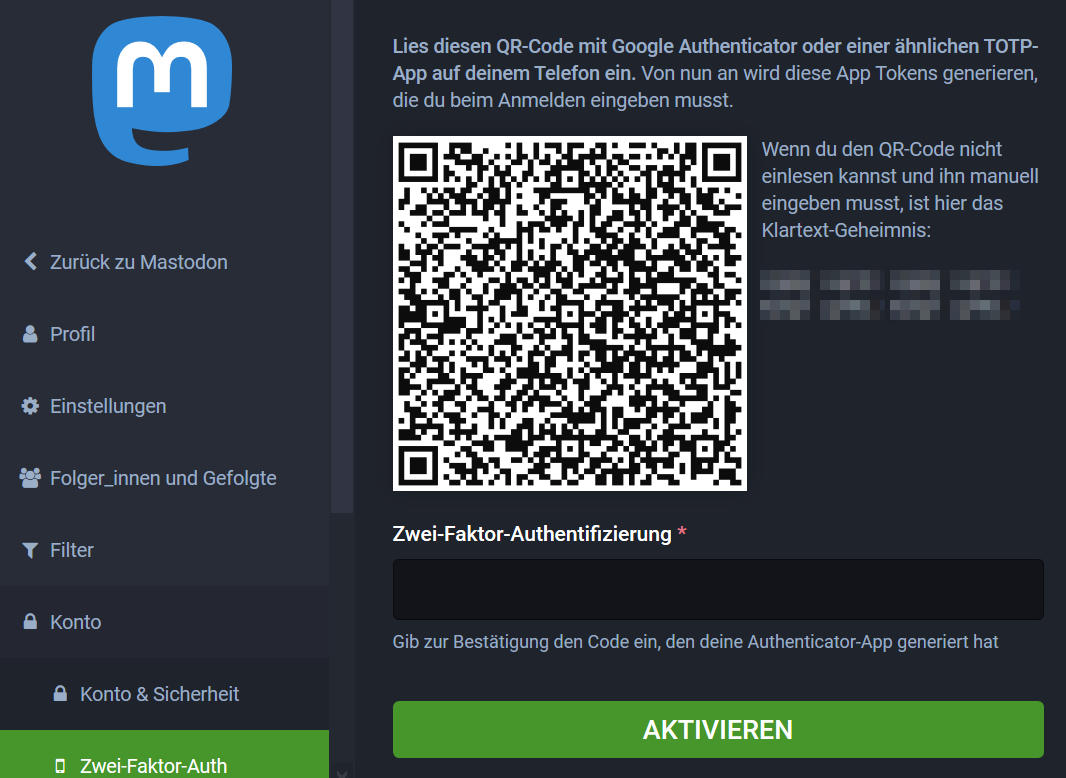 Zurück zu Mastodon
Profil
Einstellungen
Folger_innen und Gefolgte
Filter
Konto
Konto & Sicherheit
Zwei-Faktor-Auth
Lies diesen QR-Code mit Google Authenticator oder einer ähnlichen TOTP-
App auf deinem Telefon ein. Von nun an wird diese App Tokens generieren,
die du beim Anmelden eingeben musst.
Wenn du den QR-Code nicht
einlesen kannst und ihn manuell
eingeben musst, ist hier das
Klartext-Geheimnis:
Zwei-Faktor-Authentifizierung *
Gib zur Bestätigung den Code ein, den deine Authenticator-App generiert hat
AKTIVIEREN